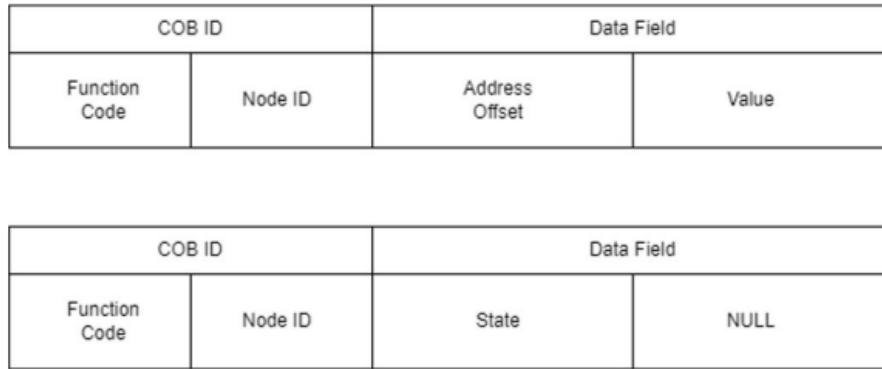 COB ID
Data Field
Function
Code
Node ID
Address
Offset
Value
COB ID
Data Field
Function
Code
Node ID
State
NULL